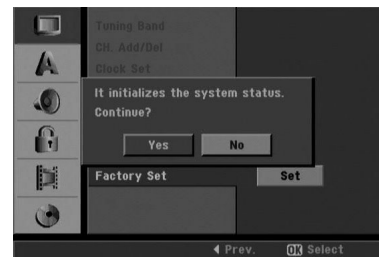 Tuning Band
CH. Add/Del
Clock Set
It initializes the system status.
Continue?
Yes No
Factory Set Set
Prev. OK Select